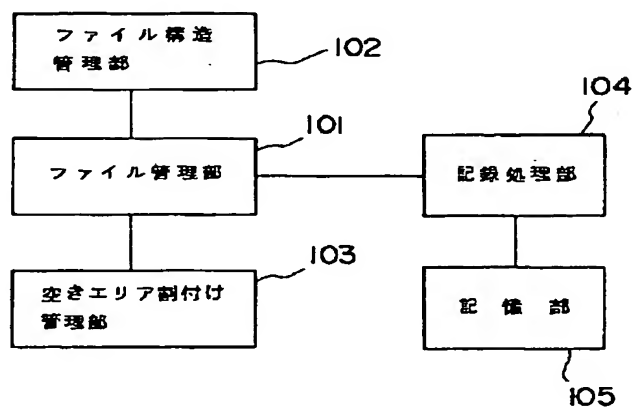 ファイル構造
管理部
102
104
101
ファイル管理部
記録処理部
103
空きエリア割付け
管理部
記憶部
105